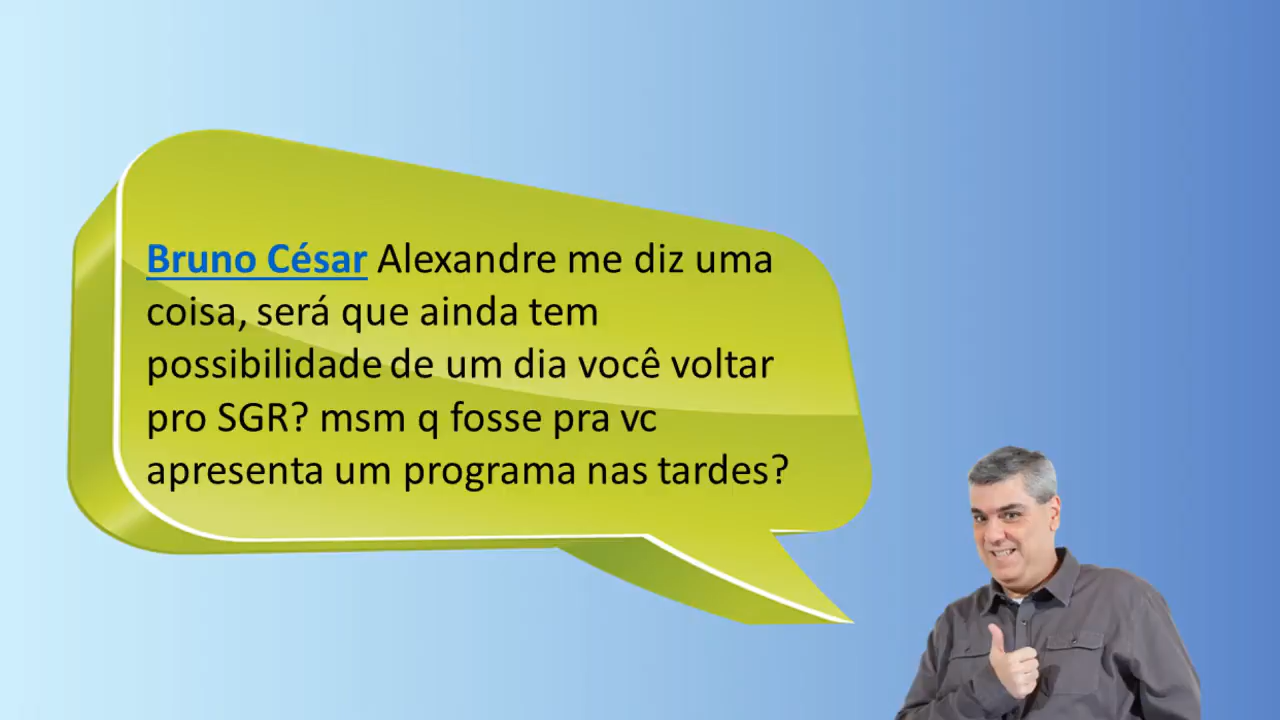 Bruno César Alexandre me diz uma
coisa, será que ainda tem
possibilidade de um dia você voltar
pro SGR? msm q fosse pra vc
apresenta um programa nas tardes?